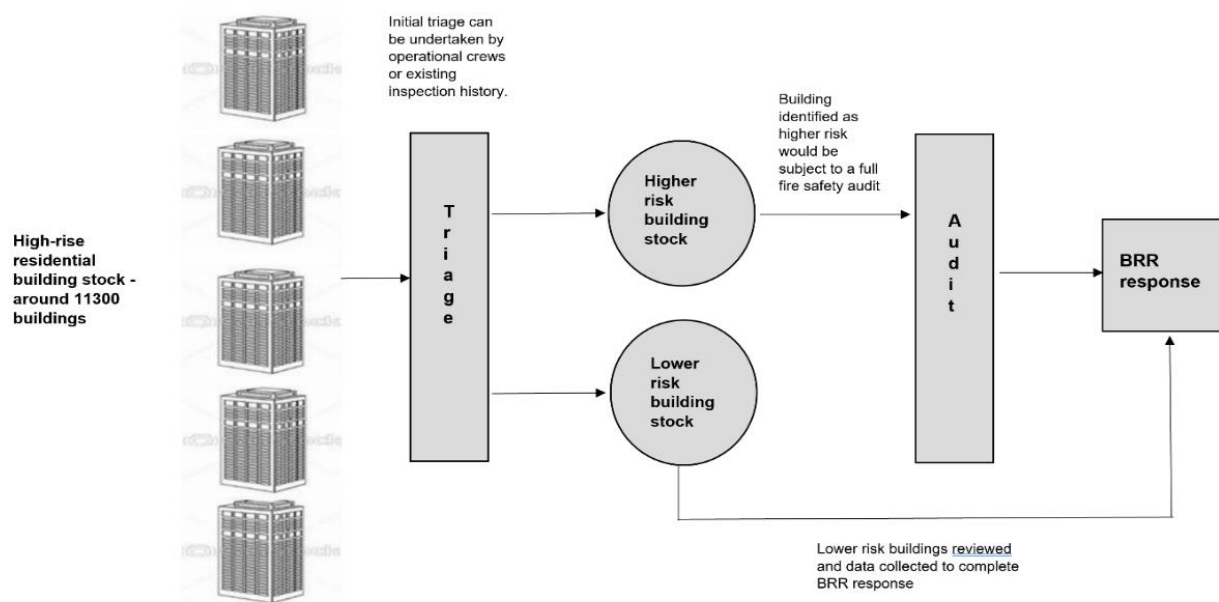 High-rise
residential
building stock -
around 11300
buildings
Initial triage can
be undertaken by
operational crews
or existing
inspection history.
Triage
Higher
risk
building
stock
Lower
risk
building
stock
Building
identified as
higher risk
would be
subject to a full
fire safety audit
Audit
BRR
response
Lower risk buildings reviewed
and data collected to complete
BRR response